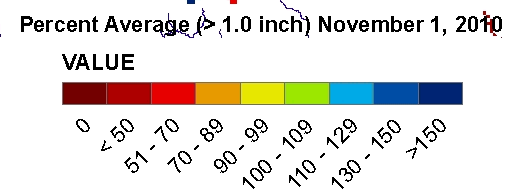 Percent Average (> 1.0 inch) November 1, 2010
VALUE
0
< 50
51 - 70
70 - 89
90 - 99
100 - 109
110 - 129
130 - 150
>150